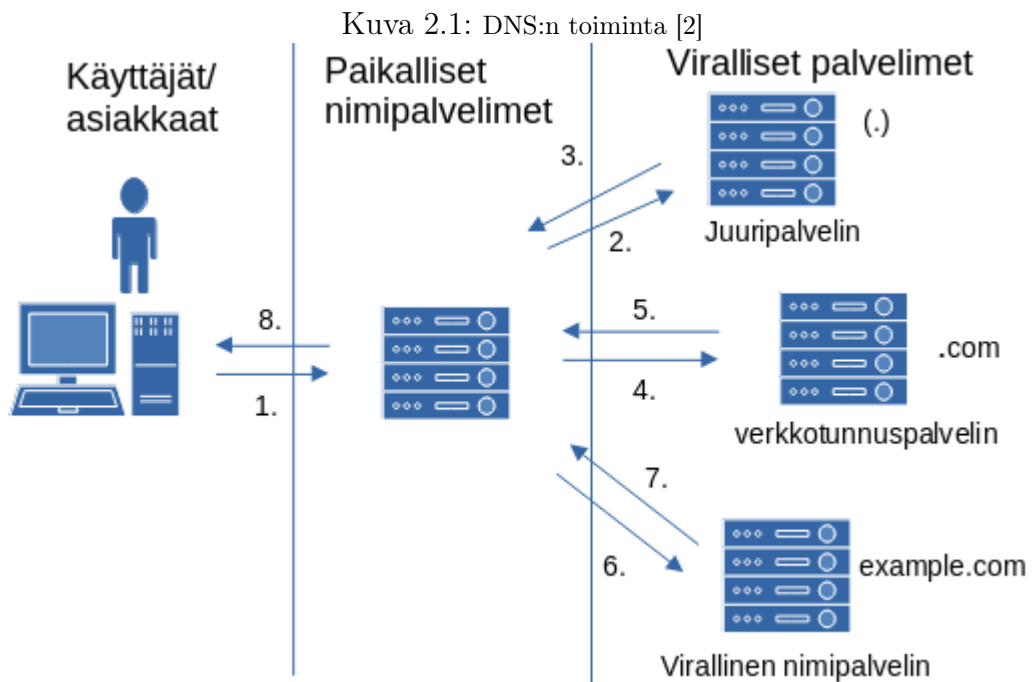 Kuva 2.1: DNS:n toiminta [2]
Käyttäjät/
asiakkaat
Paikalliset
nimipalvelimet
Viralliset palvelimet
(.)
3.
2.
Juuripalvelin
8.
1.
5.
4.
.com
verkkotunnuspalvelin
7.
6.
example.com
Virallinen nimipalvelin